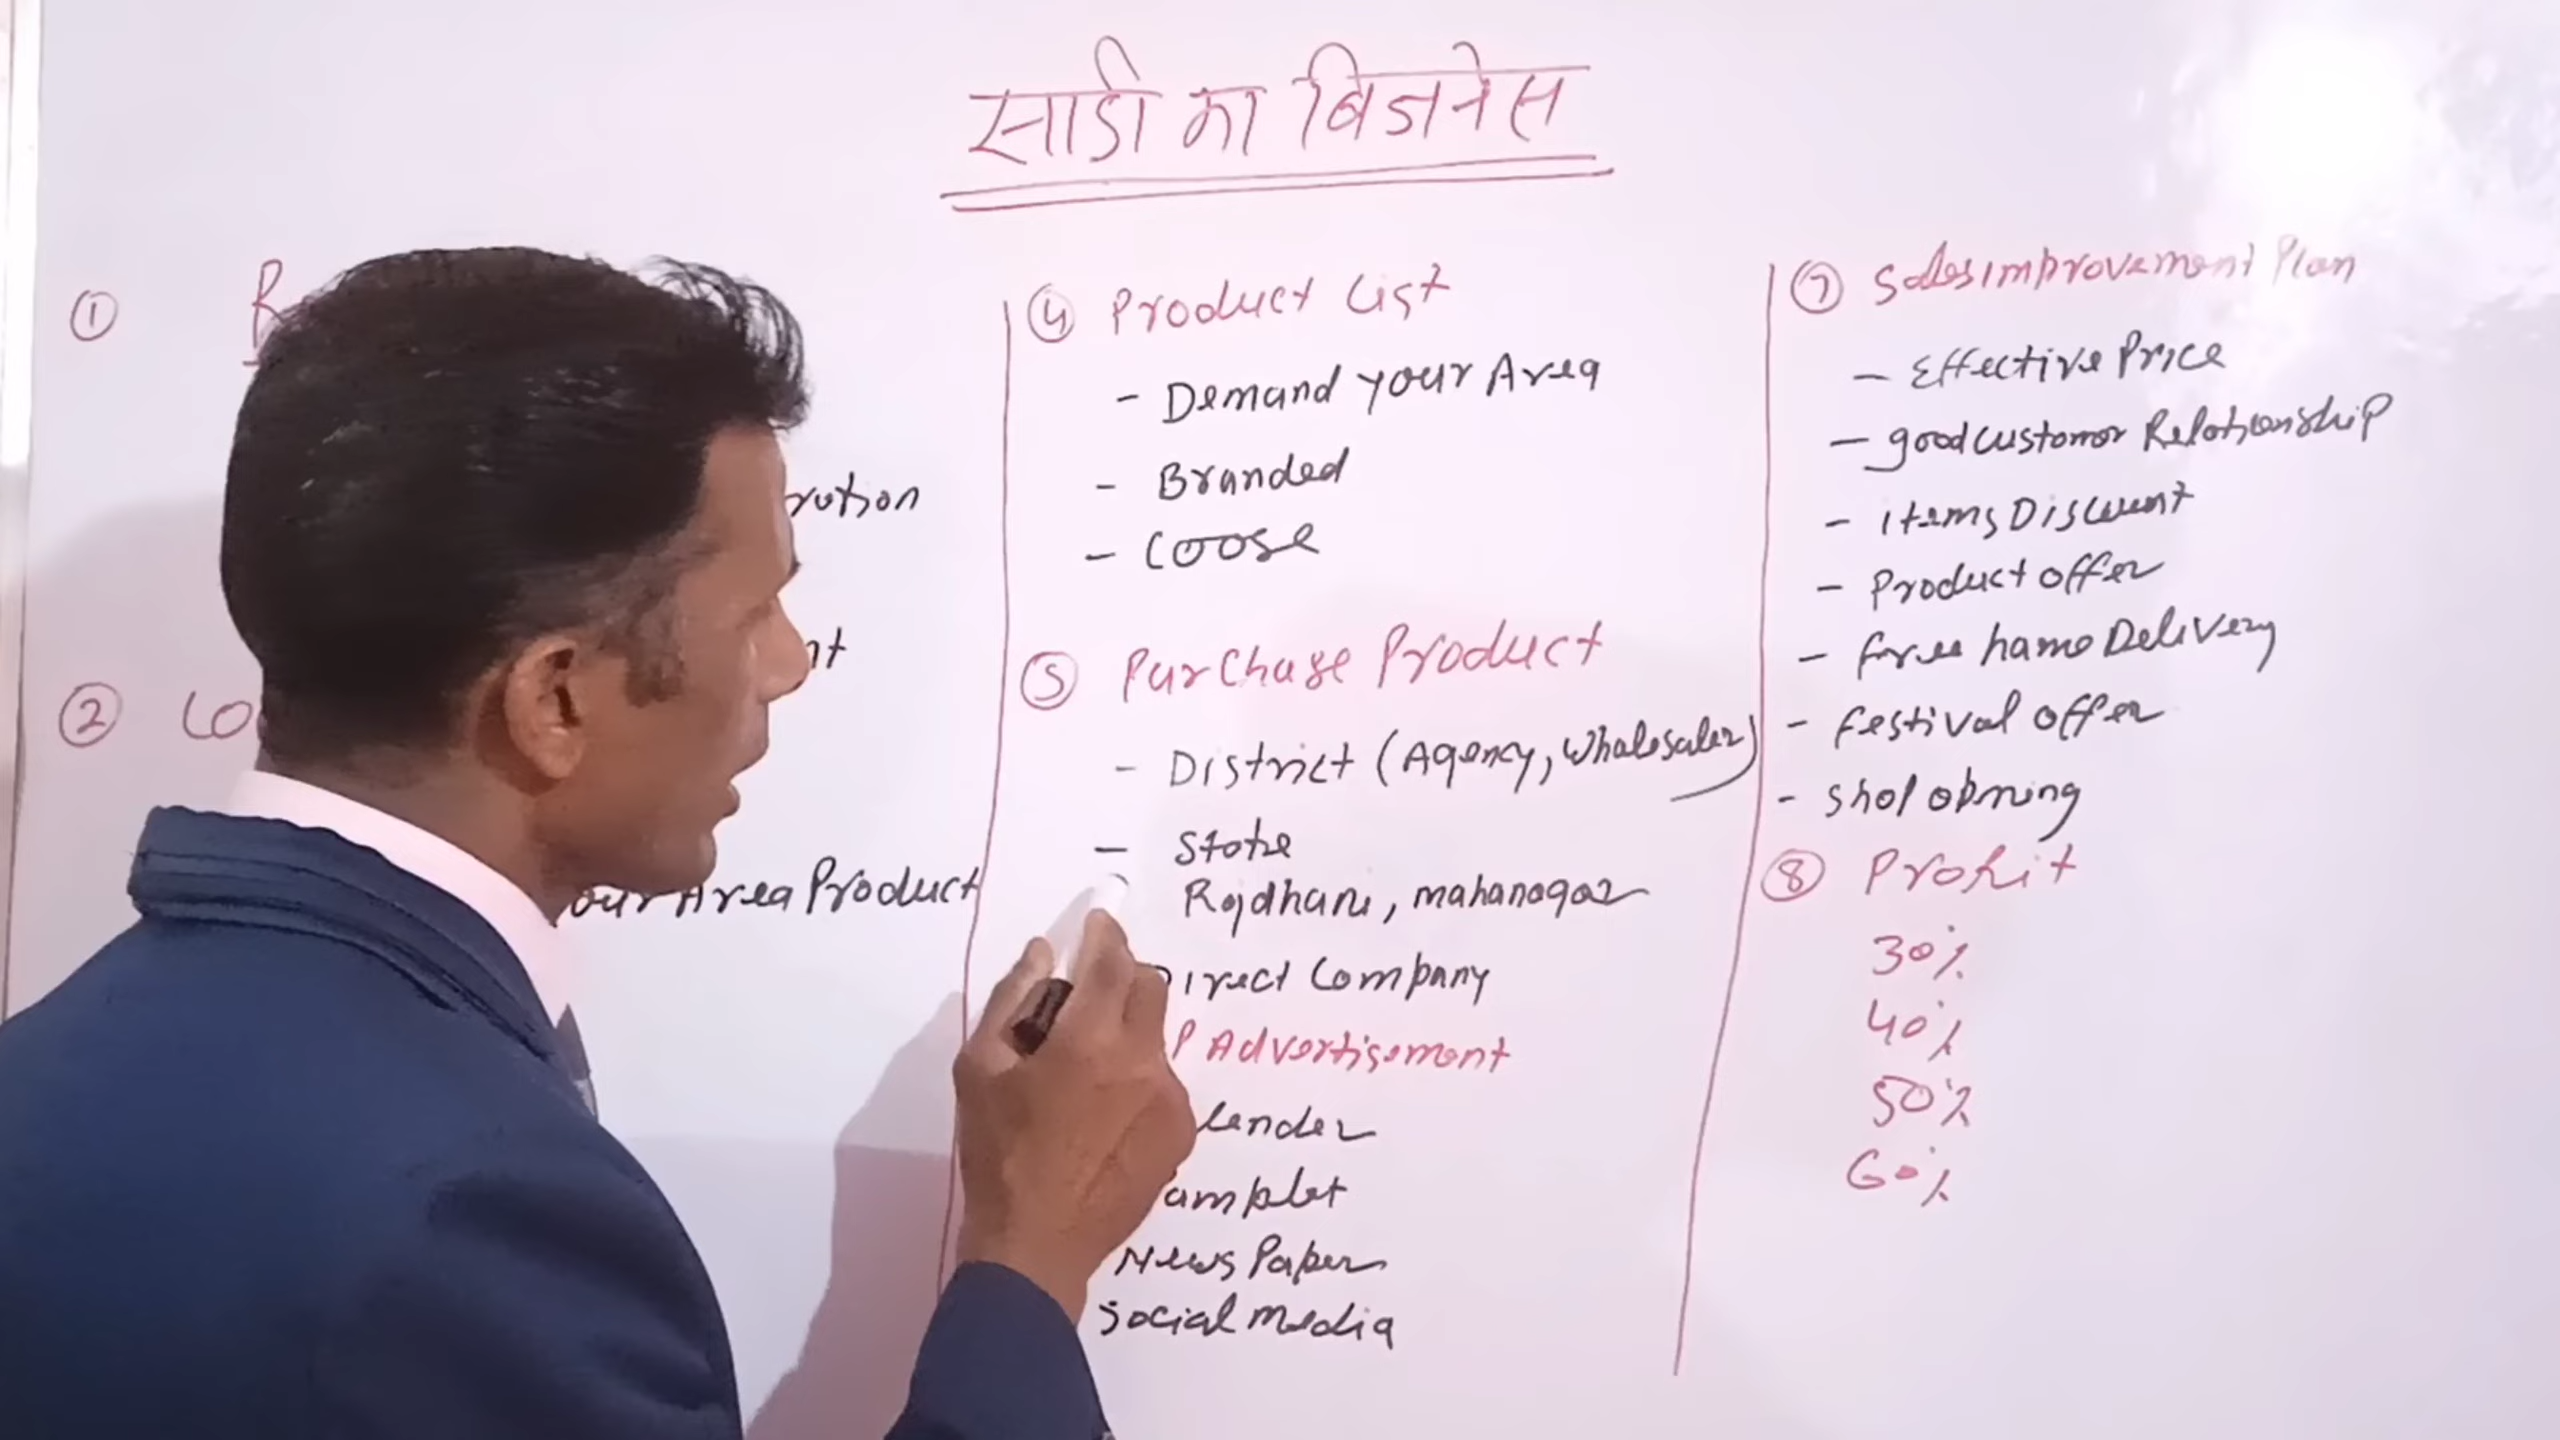 साडी का बिजनेस
①
rution
nt
②
our Area Product
④ Product List
- Demand your Area
- Branded
- Loose
⑤ Purchase Product
- District (Agency, Wholesaler)
- State
Rajdhani, mahanagar
Direct Company
P Advertisement
lender
amplet
News Paper
Social media
⑦ Sales improvement Plan
- Effective Price
- good customer Relationship
- items Discount
- Product offer
- free home Delivery
- festival offer
- Shop opning
⑧ Profit
30%
40%
50%
60%